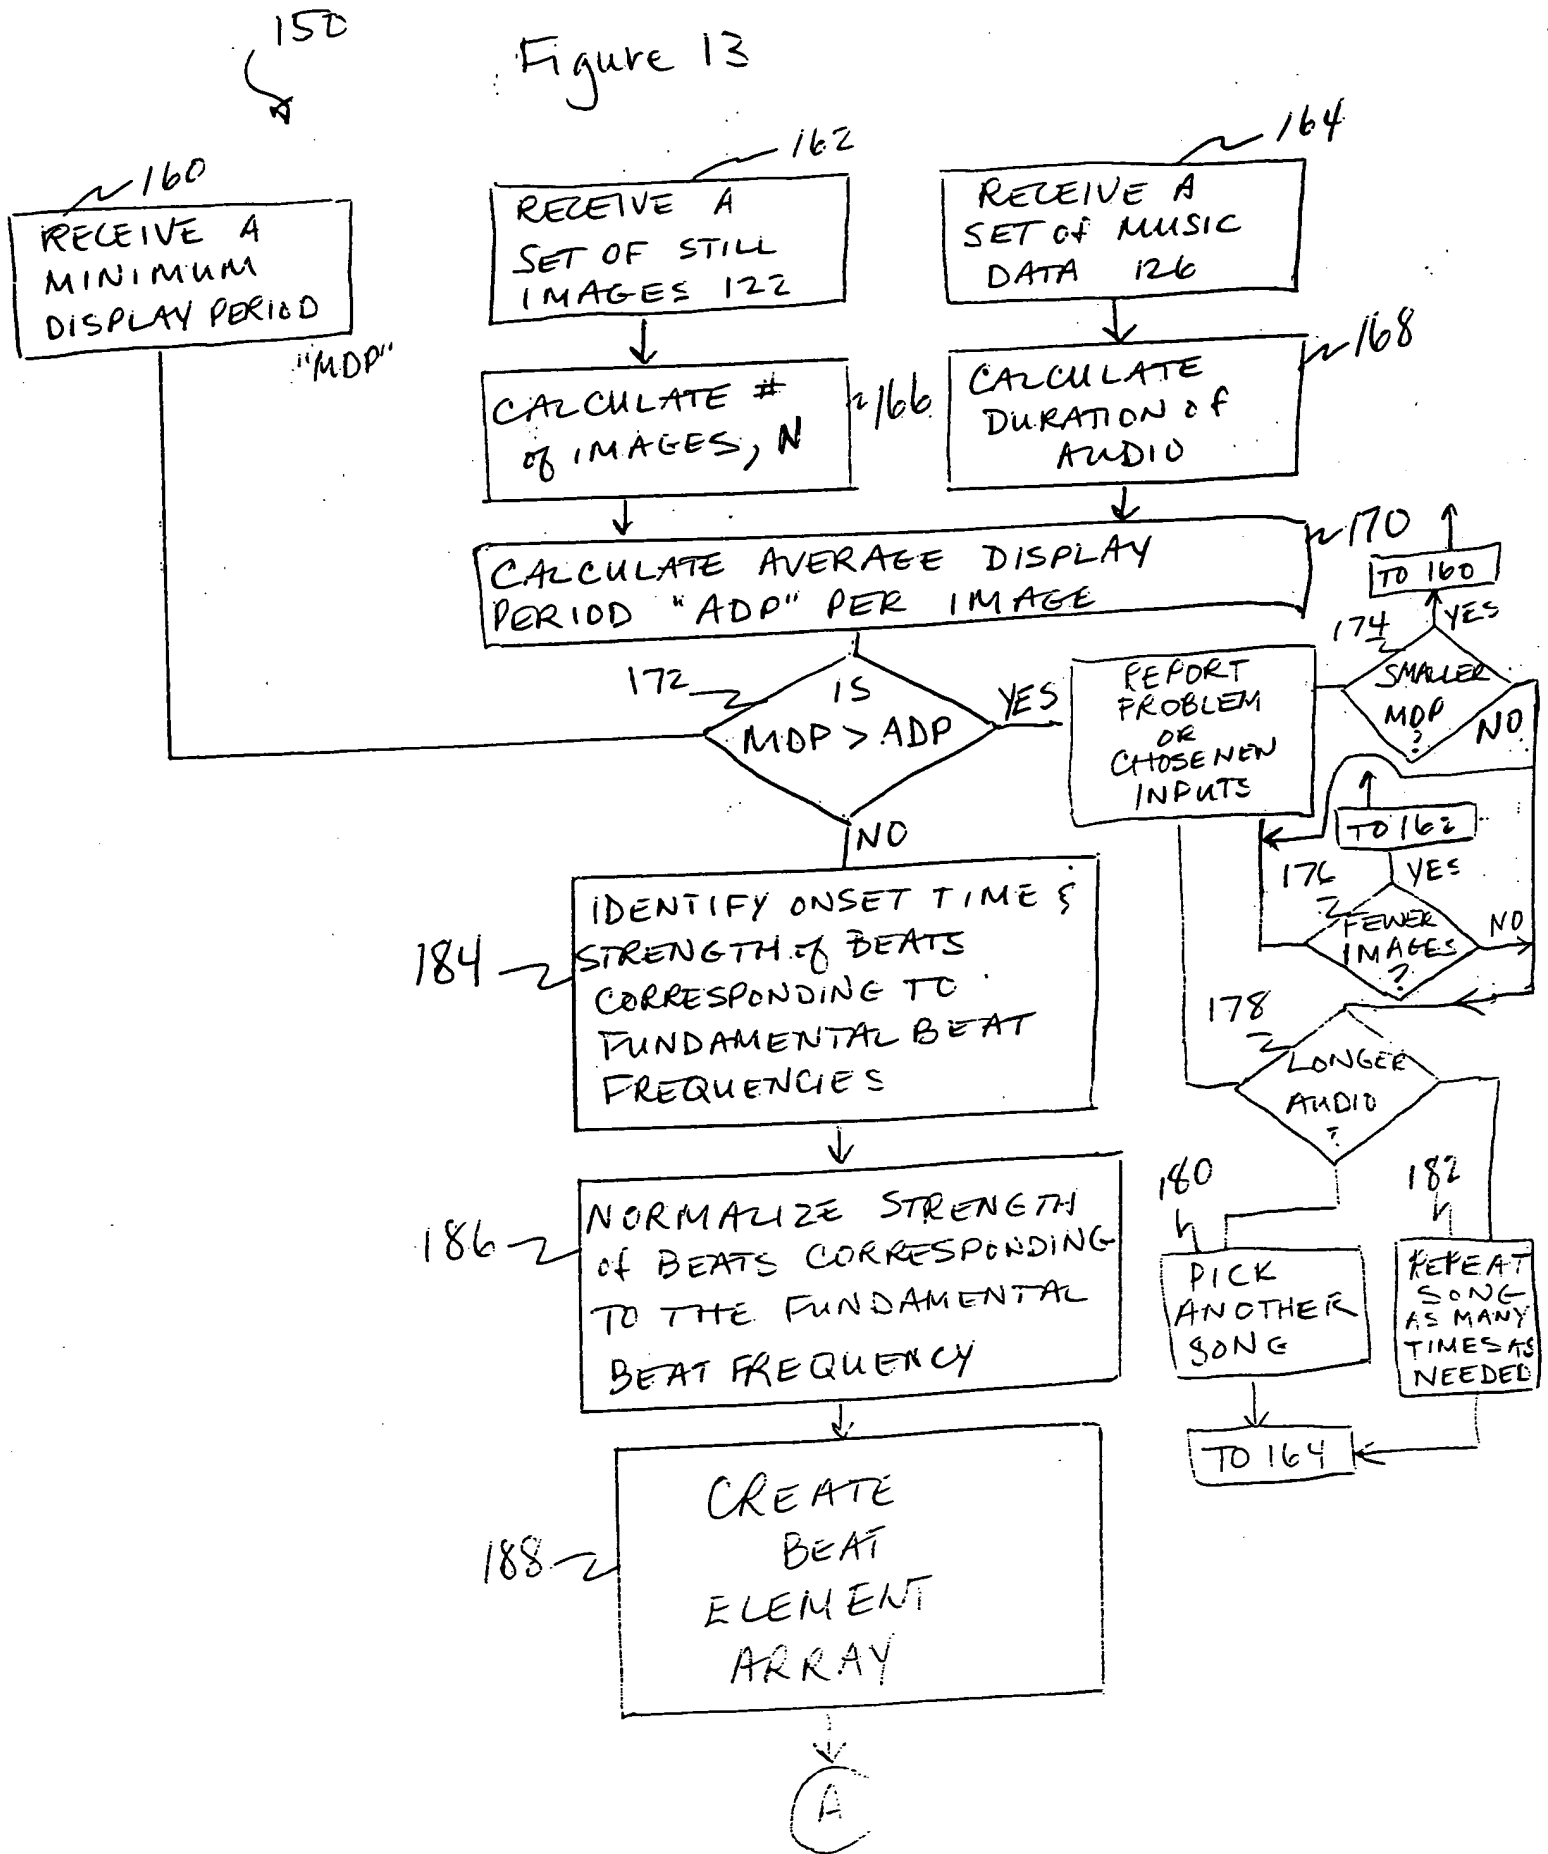 150
Figure 13
160
RECEIVE A
MINIMUM
DISPLAY PERIOD
"MDP"
162
RECEIVE A
SET OF STILL
IMAGES 122
164
RECEIVE A
SET of MUSIC
DATA 126
CALCULATE #
of IMAGES, N
166
CALCULATE
DURATION of
AUDIO
168
CALCULATE AVERAGE DISPLAY
PERIOD "ADP" PER IMAGE
170
TO 160
YES
174
SMALLER
MDP
?
NO
172
IS
MDP > ADP
YES
NO
REPORT
PROBLEM
OR
CHOSE NEW
INPUTS
TO 162
YES
176
FEWER
IMAGES
?
NO
184
IDENTIFY ONSET TIME &
STRENGTH of BEATS
CORRESPONDING TO
FUNDAMENTAL BEAT
FREQUENCIES
178
LONGER
AUDIO
?
186
NORMALIZE STRENGTH
of BEATS CORRESPONDING
TO THE FUNDAMENTAL
BEAT FREQUENCY
180
PICK
ANOTHER
SONG
182
REPEAT
SONG
AS MANY
TIMES AS
NEEDED
TO 164
188
CREATE
BEAT
ELEMENT
ARRAY
A